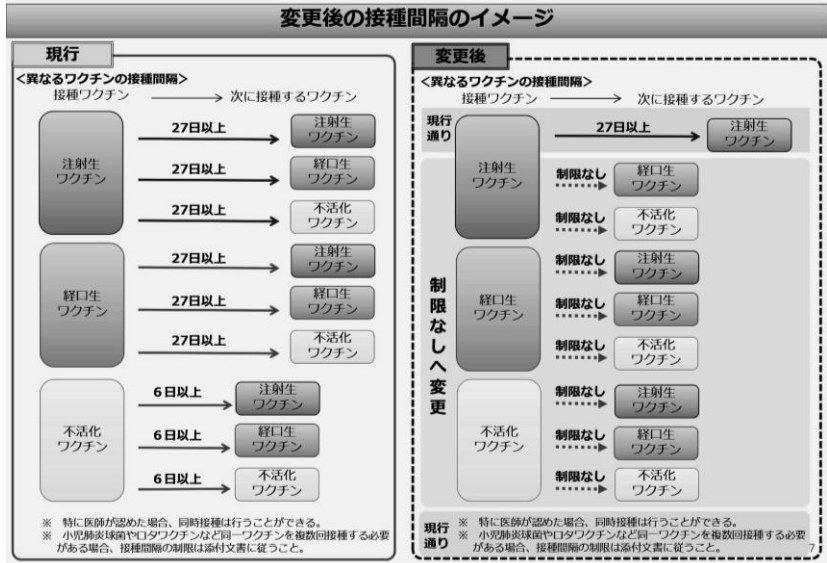 変更後の接種間隔のイメージ
現行
<異なるワクチンの接種間隔>
接種ワクチン → 次に接種するワクチン
注射生
ワクチン
27日以上
注射生
ワクチン
27日以上
経口生
ワクチン
27日以上
不活化
ワクチン
経口生
ワクチン
27日以上
注射生
ワクチン
27日以上
経口生
ワクチン
27日以上
不活化
ワクチン
不活化
ワクチン
6日以上
注射生
ワクチン
6日以上
経口生
ワクチン
6日以上
不活化
ワクチン
※ 特に医師が認めた場合、同時接種は行うことができる。
※ 小児肺炎球菌やロタワクチンなど同一ワクチンを複数回接種する必要
がある場合、接種間隔の制限は添付文書に従うこと。
変更後
<異なるワクチンの接種間隔>
接種ワクチン → 次に接種するワクチン
現行
通り
注射生
ワクチン
27日以上
注射生
ワクチン
制限なしへ変更
制限なし
経口生
ワクチン
制限なし
不活化
ワクチン
経口生
ワクチン
制限なし
注射生
ワクチン
制限なし
経口生
ワクチン
制限なし
不活化
ワクチン
不活化
ワクチン
制限なし
注射生
ワクチン
制限なし
経口生
ワクチン
制限なし
不活化
ワクチン
現行
通り
※ 特に医師が認めた場合、同時接種は行うことができる。
※ 小児肺炎球菌やロタワクチンなど同一ワクチンを複数回接種する必要
がある場合、接種間隔の制限は添付文書に従うこと。
7